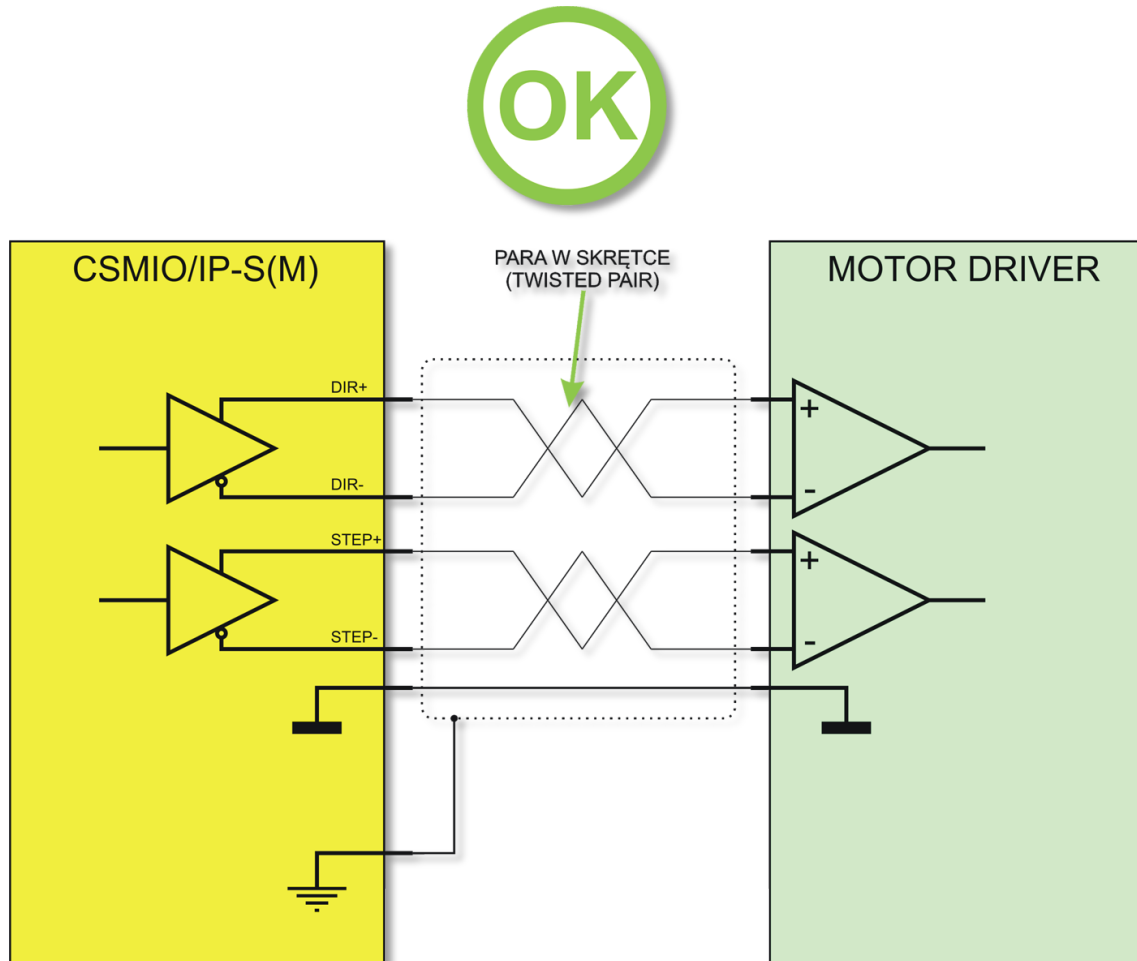 OK
CSMIO/IP-S(M)
PARA W SKRĘTCE
(TWISTED PAIR)
MOTOR DRIVER
DIR+
DIR-
STEP+
STEP-
+
-
+
-